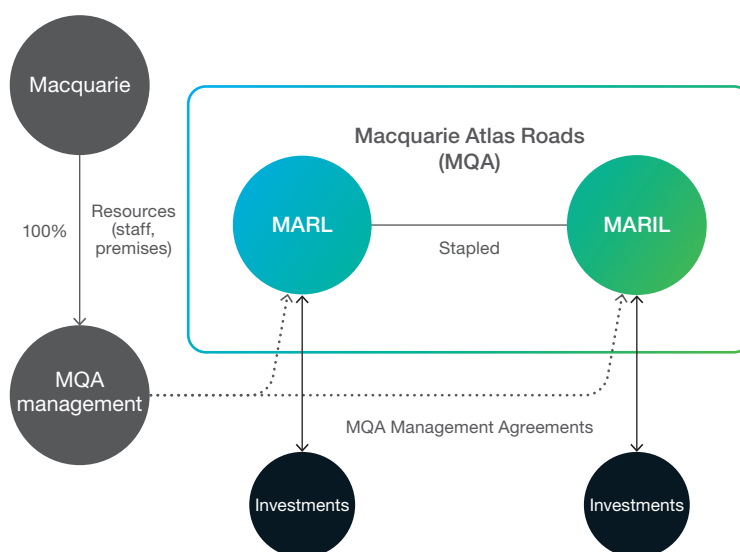 Macquarie
Macquarie Atlas Roads
(MQA)
100%
Resources
(staff,
premises)
MARL
Stapled
MARIL
MQA
management
MQA Management Agreements
Investments
Investments